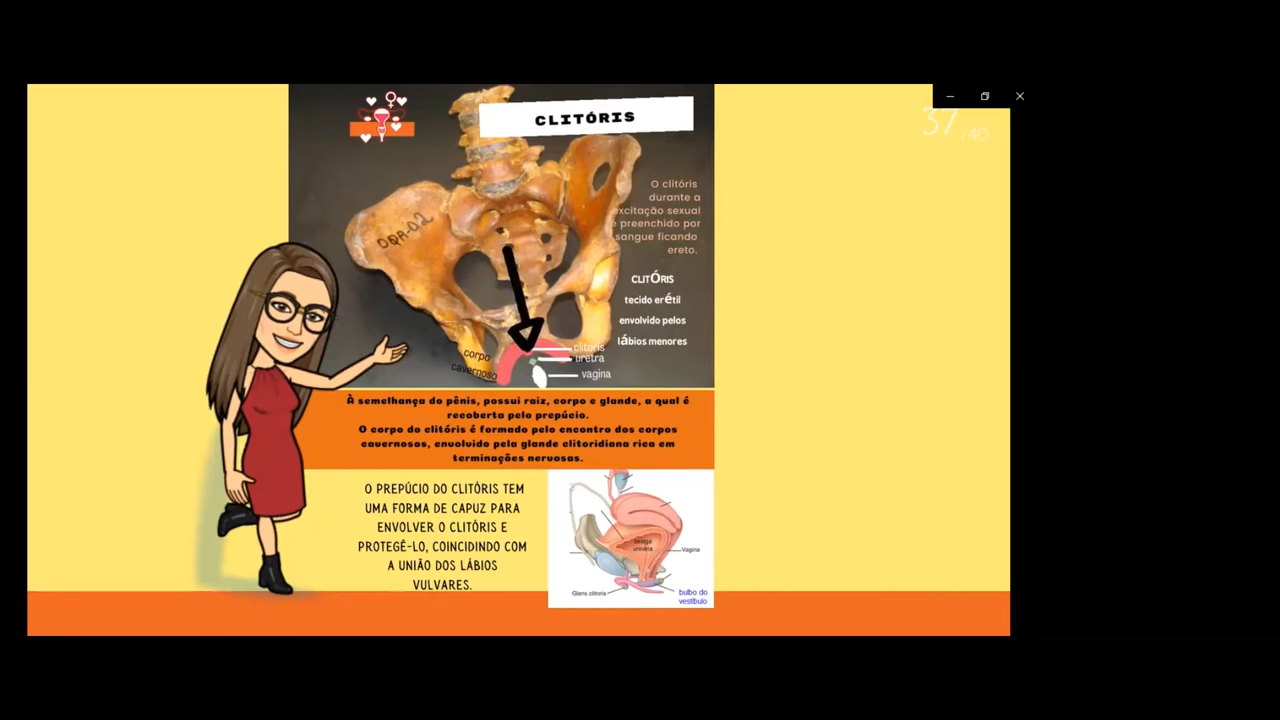 CLITÓRIS
37/40
O clitóris
durante a
excitação sexual
é preenchido por
sangue ficando
ereto.
DQA-02
CLITÓRIS
tecido erétil
envolvido pelos
lábios menores
clitóris
uretra
vagina
corpo
cavernoso
À semelhança do pênis, possui raiz, corpo e glande, a qual é
recoberta pelo prepúcio.
O corpo do clitóris é formado pelo encontro dos corpos
cavernosos, envolvido pela glande clitoridiana rica em
terminações nervosas.
O PREPÚCIO DO CLITÓRIS TEM
UMA FORMA DE CAPUZ PARA
ENVOLVER O CLITÓRIS E
PROTEGÊ-LO, COINCIDINDO COM
A UNIÃO DOS LÁBIOS
VULVARES.
Bexiga
urinária
Vagina
Glans clitoris
bulbo do
vestíbulo